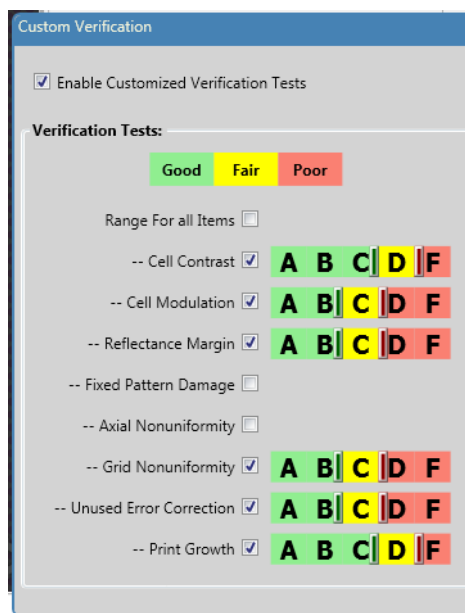 Custom Verification
Enable Customized Verification Tests
Verification Tests:
Good Fair Poor
Range For all Items
-- Cell Contrast A B C D F
-- Cell Modulation A B C D F
-- Reflectance Margin A B C D F
-- Fixed Pattern Damage
-- Axial Nonuniformity
-- Grid Nonuniformity A B C D F
-- Unused Error Correction A B C D F
-- Print Growth A B C D F